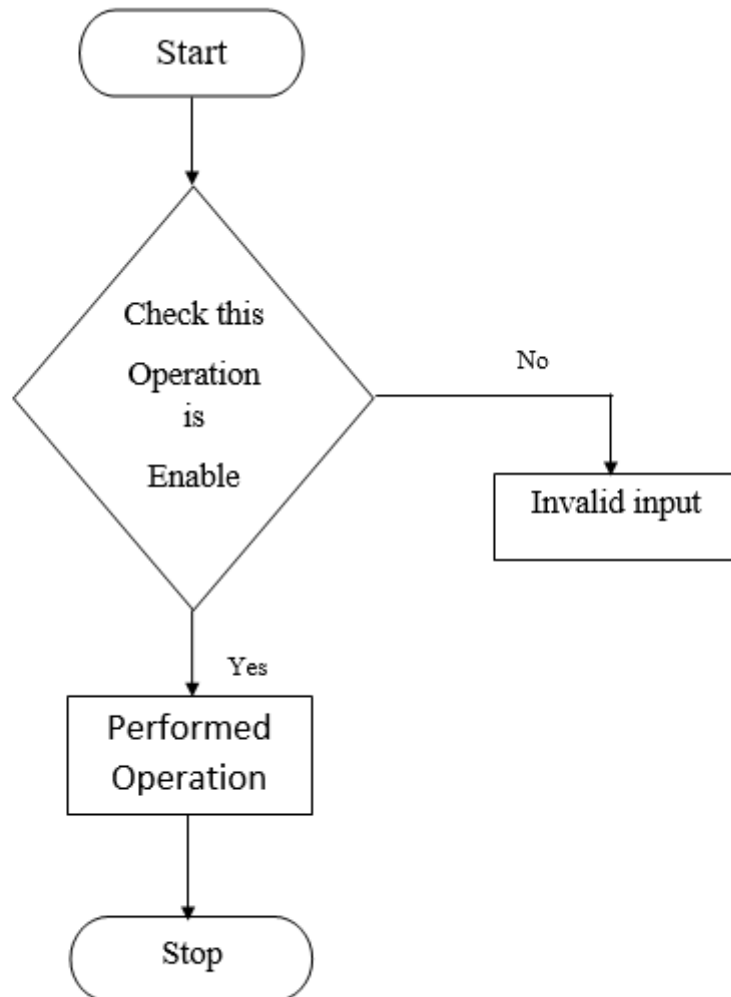 Start
Check this
Operation
is
Enable
No
Invalid input
Yes
Performed
Operation
Stop